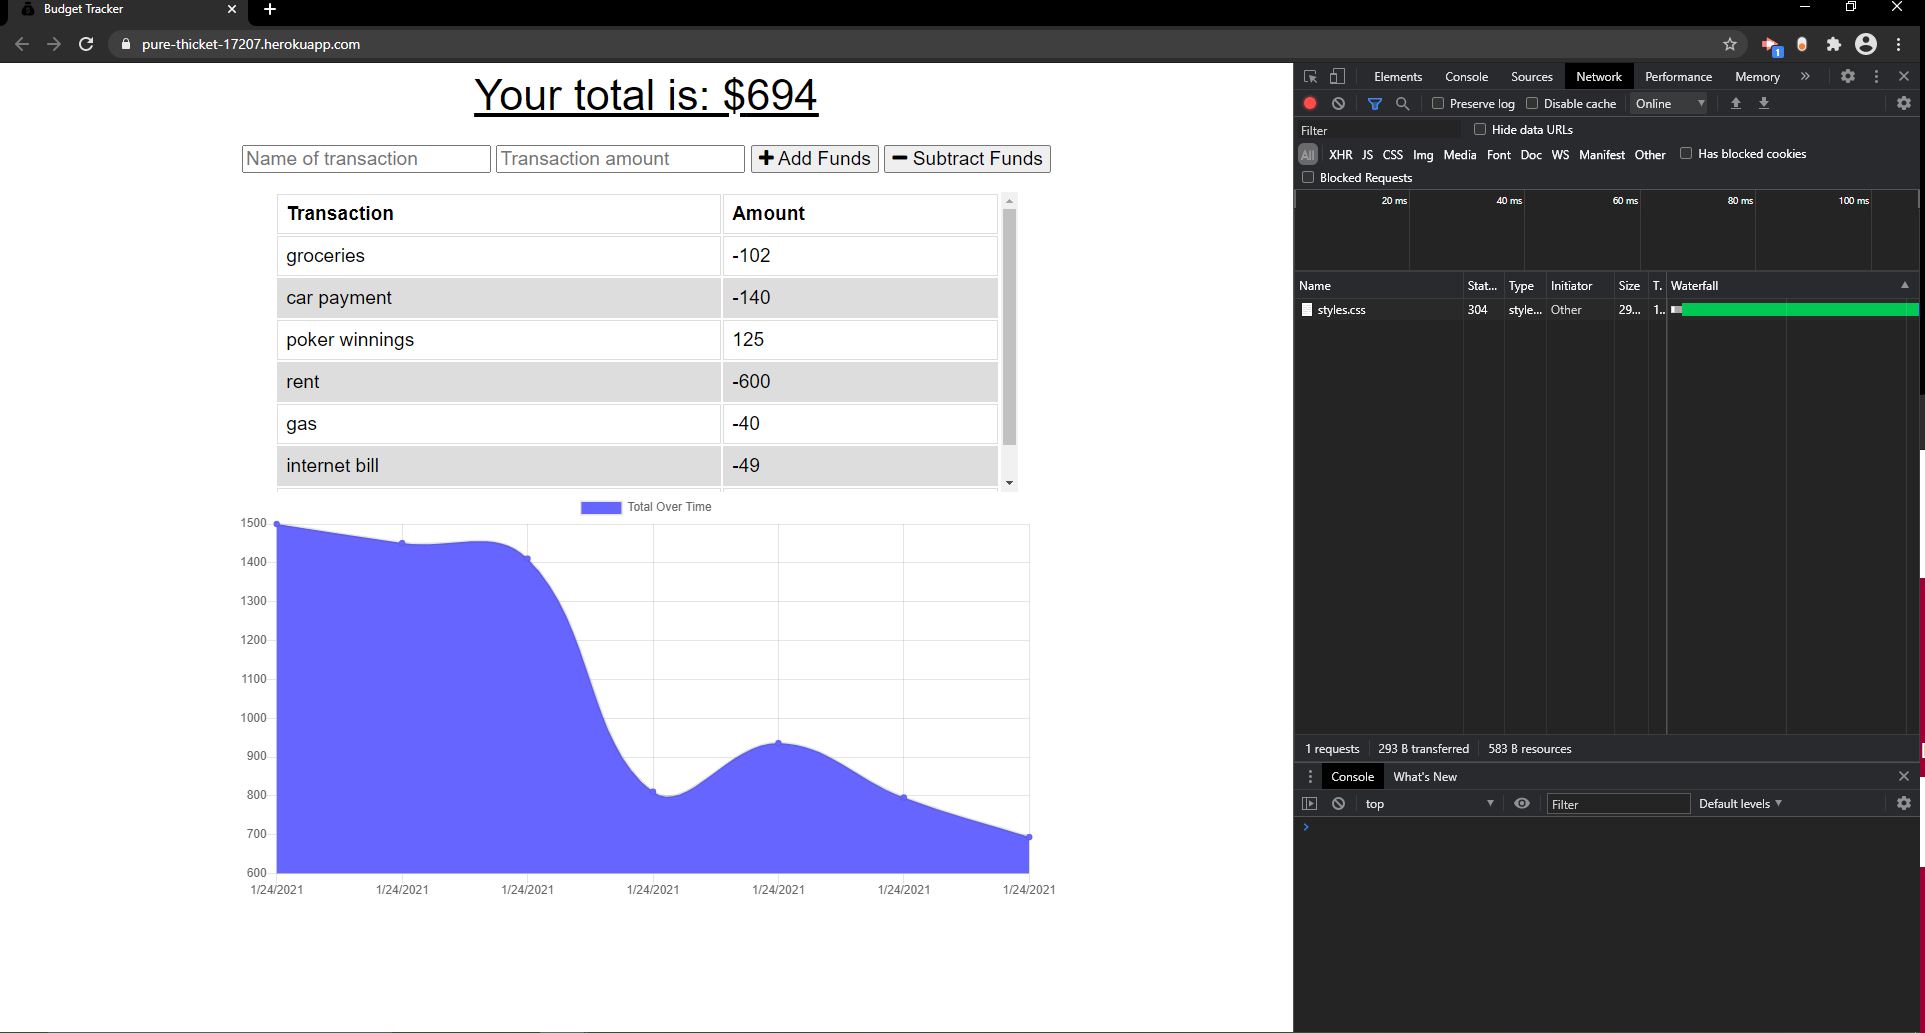 Budget Tracker
pure-thicket-17207.herokuapp.com
1
Your total is: $694
Name of transaction Transaction amount Add Funds Subtract Funds
Transaction Amount
groceries -102
car payment -140
poker winnings 125
rent -600
gas -40
internet bill -49
Total Over Time
1500
1400
1300
1200
1100
1000
900
800
700
600
1/24/2021 1/24/2021 1/24/2021 1/24/2021 1/24/2021 1/24/2021 1/24/2021
Elements Console Sources Network Performance Memory »
Preserve log Disable cache Online
Filter Hide data URLs
All XHR JS CSS Img Media Font Doc WS Manifest Other Has blocked cookies
Blocked Requests
20 ms 40 ms 60 ms 80 ms 100 ms
Name Stat... Type Initiator Size T. Waterfall
styles.css 304 style... Other 29... 1..
1 requests 293 B transferred 583 B resources
Console What's New
top Filter Default levels